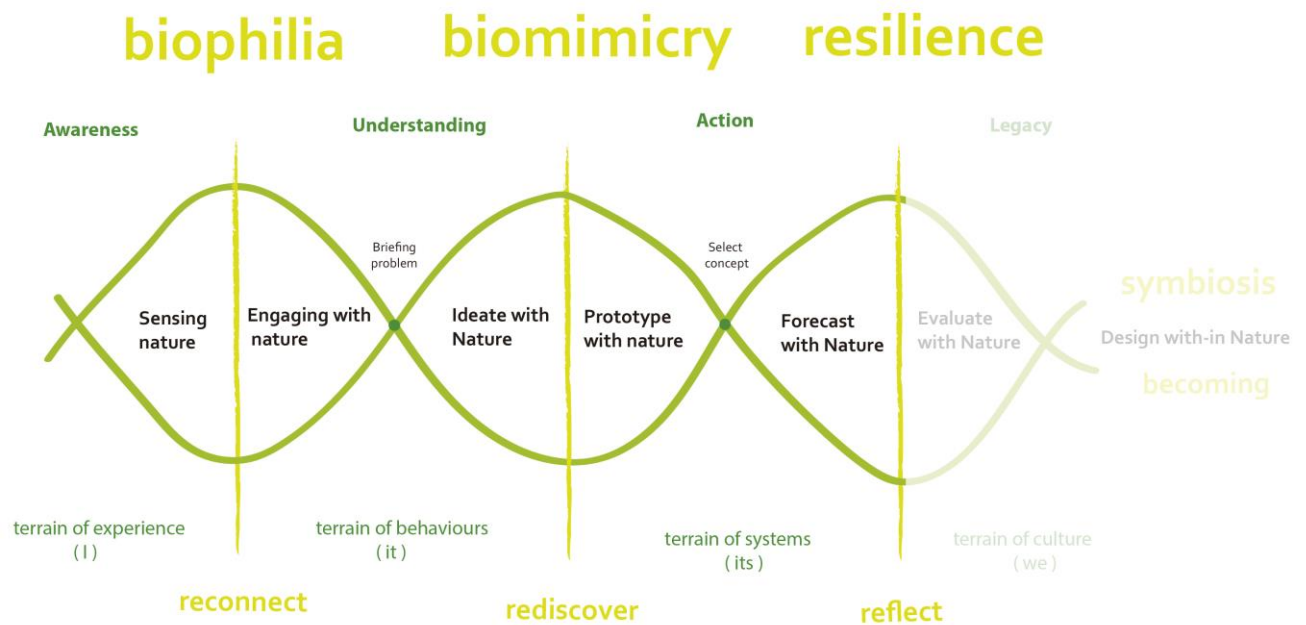 biophilia
biomimicry
resilience
Awareness
Understanding
Action
Legacy
Briefing
problem
Select
concept
Sensing
nature
Engaging with
nature
Ideate with
Nature
Prototype
with nature
Forecast
with Nature
Evaluate
with Nature
symbiosis
Design with-in Nature
becoming
terrain of experience
( I )
terrain of behaviours
( it )
terrain of systems
( its )
terrain of culture
( we )
reconnect
rediscover
reflect